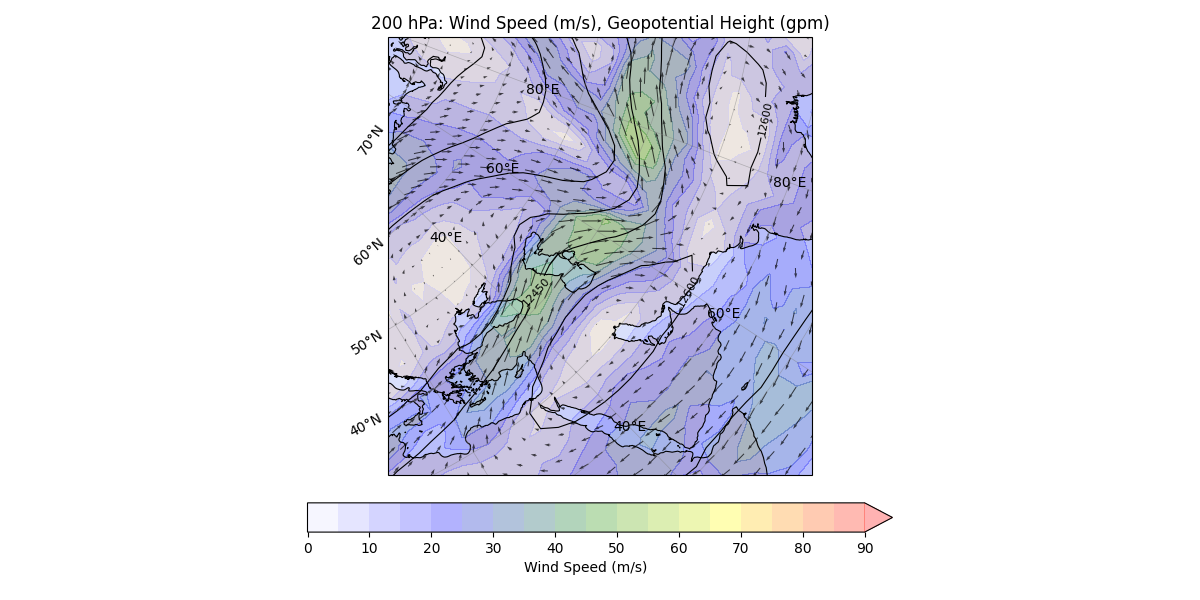 200 hPa: Wind Speed (m/s), Geopotential Height (gpm)
80°E
12600
70°N
60°E
80°E
40°E
60°N
12450
12600
60°E
50°N
40°N
40°E
0 10 20 30 40 50 60 70 80 90
Wind Speed (m/s)